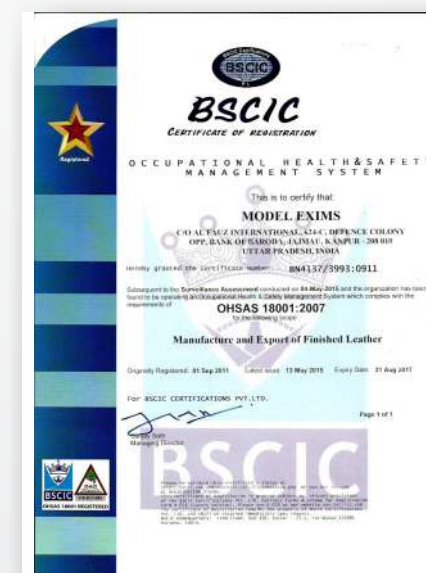 BSCIC
BSCIC
CERTIFICATE OF REGISTRATION
Registered
OCCUPATIONAL HEALTH & SAFETY
MANAGEMENT SYSTEM
This is to certify that:
MODEL EXIMS
C/O AL FAUZ INTERNATIONAL, 624-C, DEFENCE COLONY
OPP. BANK OF BARODA, JAJMAU, KANPUR - 208 010
UTTAR PRADESH, INDIA
Hereby granted the certificate number BN4137/3993:0911
Subsequent to the Surveillance Assessment conducted on 04-May-2015 and the organization has been
found to be operating an Occupational Health & Safety Management System which complies with the
requirements of
OHSAS 18001:2007
for the following scope
Manufacture and Export of Finished Leather
Originally Registered: 01 Sep 2011 Latest Issue: 13 May 2015 Expiry Date: 21 Aug 2017
For BSCIC CERTIFICATIONS PVT.LTD.
Page 1 of 1
Sanjay Seth
Managing Director
BSCIC
BSCIC
OHSAS 18001 REGISTERED